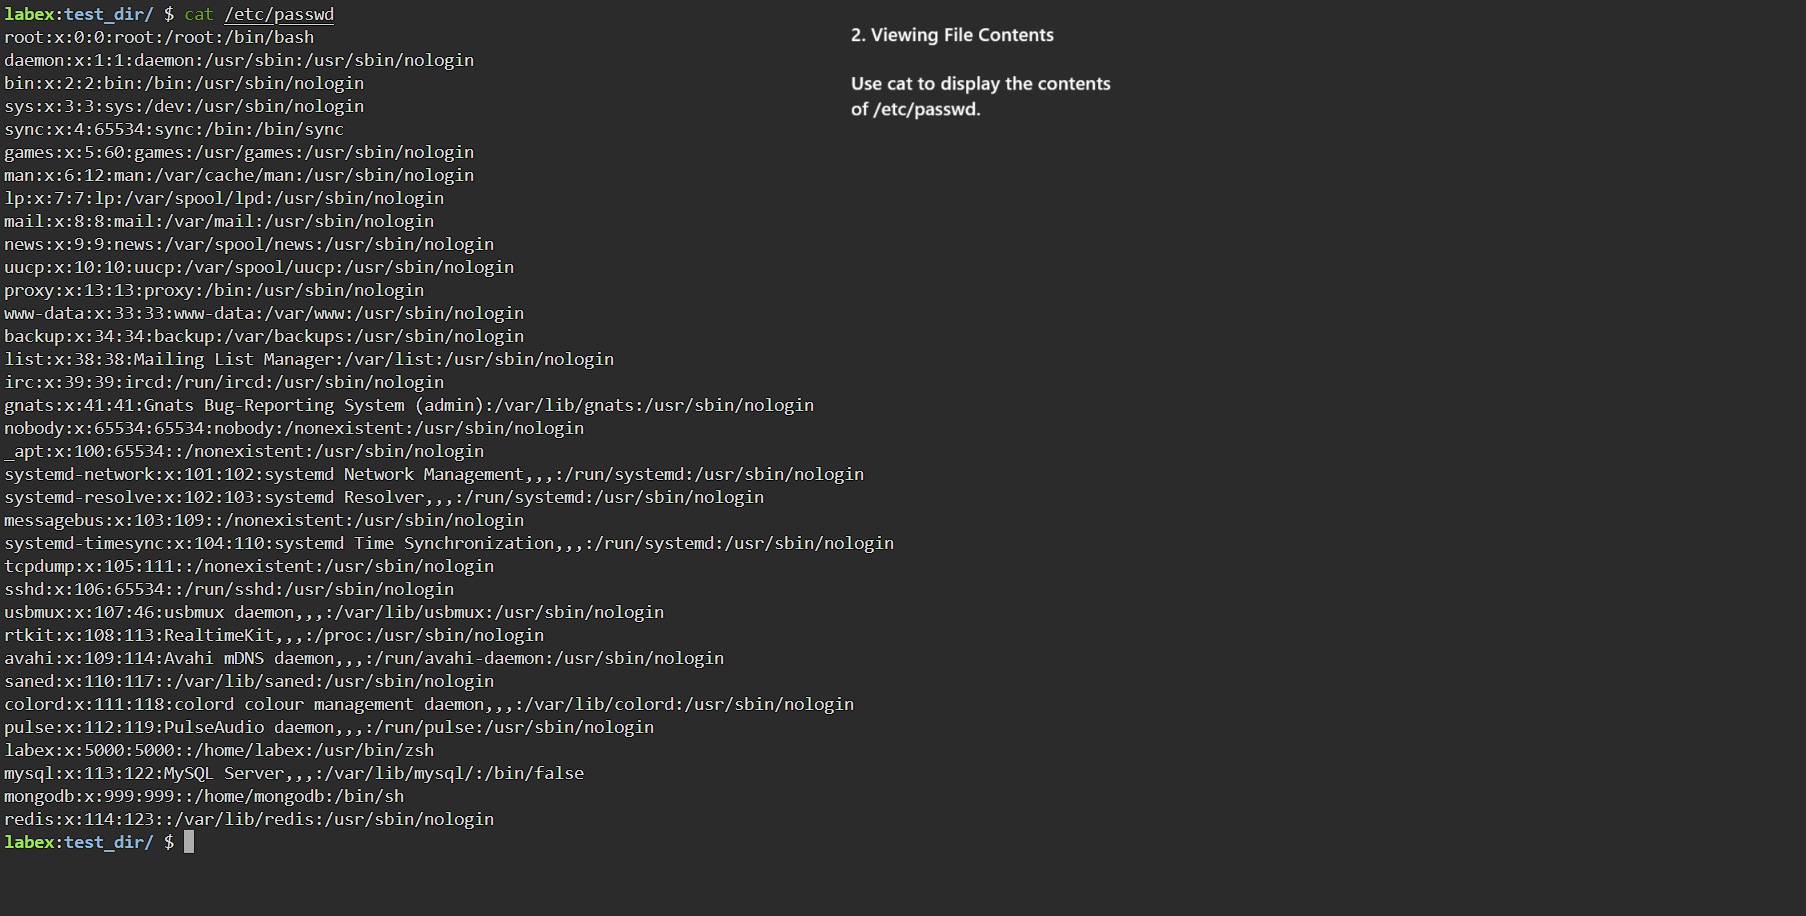 labex:test_dir/ $ cat /etc/passwd
root:x:0:0:root:/root:/bin/bash
daemon:x:1:1:daemon:/usr/sbin:/usr/sbin/nologin
bin:x:2:2:bin:/bin:/usr/sbin/nologin
sys:x:3:3:sys:/dev:/usr/sbin/nologin
sync:x:4:65534:sync:/bin:/bin/sync
games:x:5:60:games:/usr/games:/usr/sbin/nologin
man:x:6:12:man:/var/cache/man:/usr/sbin/nologin
lp:x:7:7:lp:/var/spool/lpd:/usr/sbin/nologin
mail:x:8:8:mail:/var/mail:/usr/sbin/nologin
news:x:9:9:news:/var/spool/news:/usr/sbin/nologin
uucp:x:10:10:uucp:/var/spool/uucp:/usr/sbin/nologin
proxy:x:13:13:proxy:/bin:/usr/sbin/nologin
www-data:x:33:33:www-data:/var/www:/usr/sbin/nologin
backup:x:34:34:backup:/var/backups:/usr/sbin/nologin
list:x:38:38:Mailing List Manager:/var/list:/usr/sbin/nologin
irc:x:39:39:ircd:/run/ircd:/usr/sbin/nologin
gnats:x:41:41:Gnats Bug-Reporting System (admin):/var/lib/gnats:/usr/sbin/nologin
nobody:x:65534:65534:nobody:/nonexistent:/usr/sbin/nologin
_apt:x:100:65534::/nonexistent:/usr/sbin/nologin
systemd-network:x:101:102:systemd Network Management,,,:/run/systemd:/usr/sbin/nologin
systemd-resolve:x:102:103:systemd Resolver,,,:/run/systemd:/usr/sbin/nologin
messagebus:x:103:109::/nonexistent:/usr/sbin/nologin
systemd-timesync:x:104:110:systemd Time Synchronization,,,:/run/systemd:/usr/sbin/nologin
tcpdump:x:105:111::/nonexistent:/usr/sbin/nologin
sshd:x:106:65534::/run/sshd:/usr/sbin/nologin
usbmux:x:107:46:usbmux daemon,,,:/var/lib/usbmux:/usr/sbin/nologin
rtkit:x:108:113:RealtimeKit,,,:/proc:/usr/sbin/nologin
avahi:x:109:114:Avahi mDNS daemon,,,:/run/avahi-daemon:/usr/sbin/nologin
saned:x:110:117::/var/lib/saned:/usr/sbin/nologin
colord:x:111:118:colord colour management daemon,,,:/var/lib/colord:/usr/sbin/nologin
pulse:x:112:119:PulseAudio daemon,,,:/run/pulse:/usr/sbin/nologin
labex:x:5000:5000::/home/labex:/usr/bin/zsh
mysql:x:113:122:MySQL Server,,,:/var/lib/mysql/:/bin/false
mongodb:x:999:999::/home/mongodb:/bin/sh
redis:x:114:123::/var/lib/redis:/usr/sbin/nologin
labex:test_dir/ $
2. Viewing File Contents
Use cat to display the contents
of /etc/passwd.